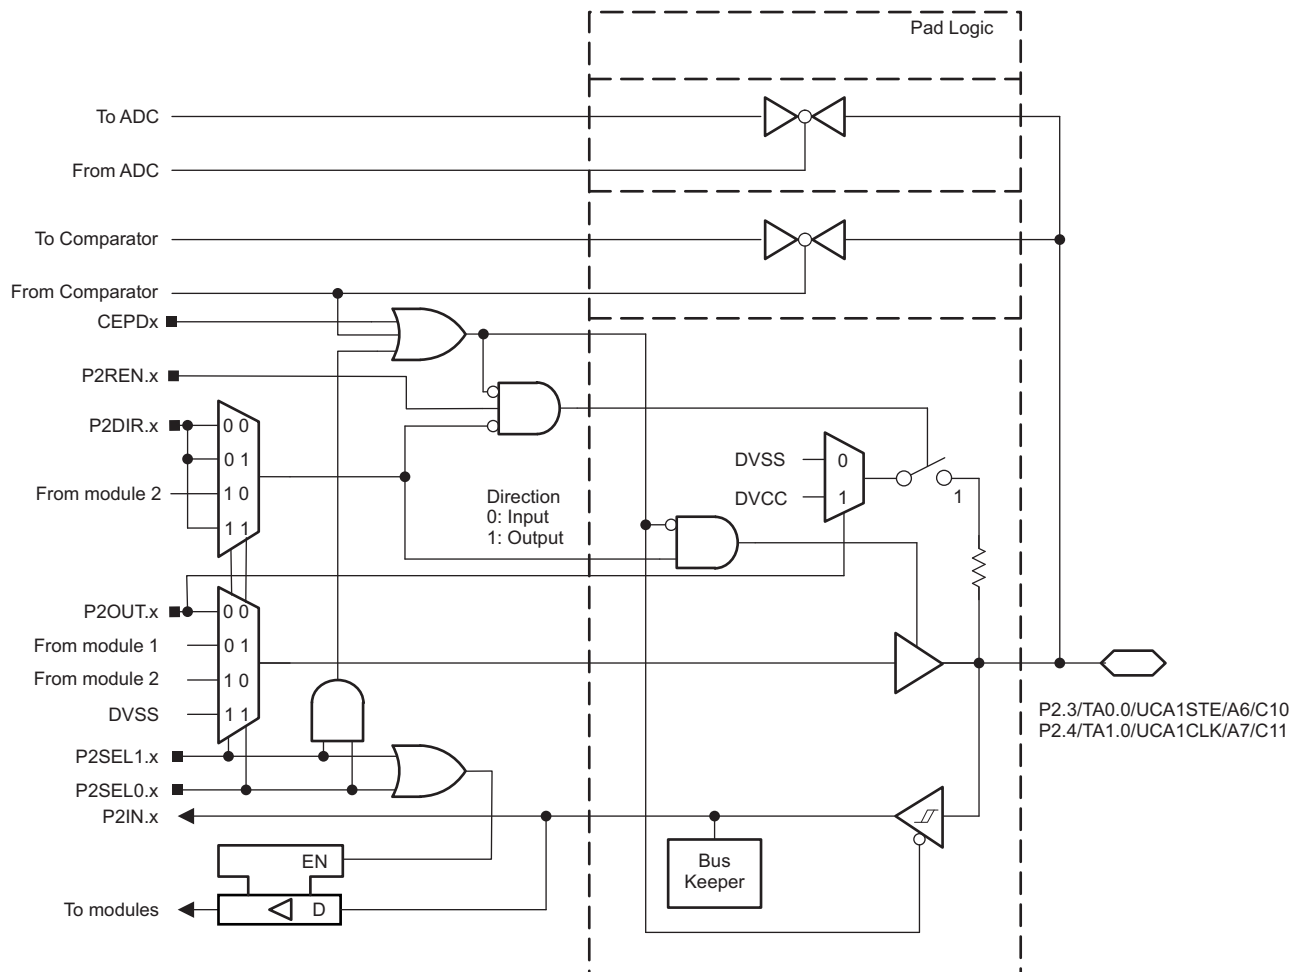 Pad Logic
To ADC
From ADC
To Comparator
From Comparator
CEPDx
P2REN.x
P2DIR.x
0 0
0 1
From module 2
1 0
1 1
Direction
0: Input
1: Output
DVSS
0
DVCC
1
1
P2OUT.x
0 0
From module 1
0 1
From module 2
1 0
DVSS
1 1
P2.3/TA0.0/UCA1STE/A6/C10
P2.4/TA1.0/UCA1CLK/A7/C11
P2SEL1.x
P2SEL0.x
P2IN.x
EN
Bus
Keeper
To modules
D